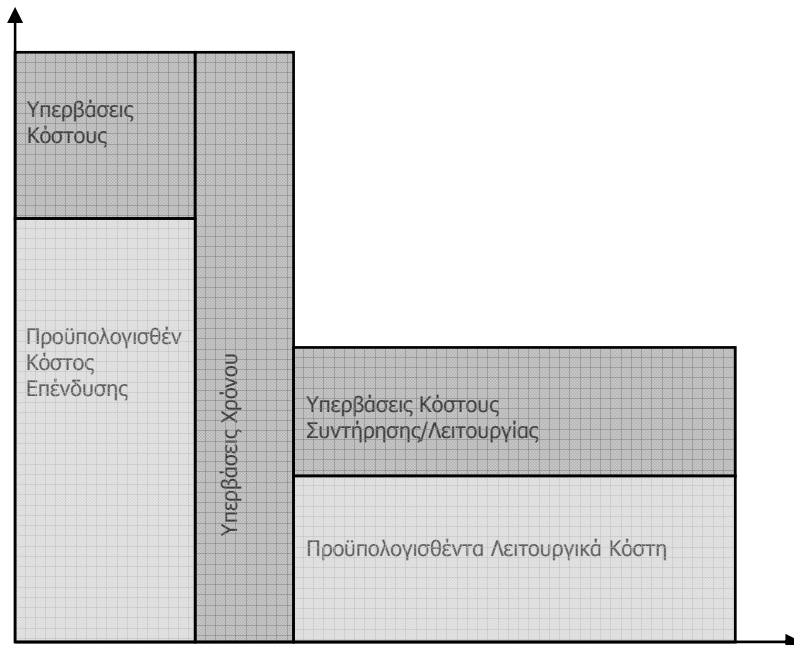 Υπερβάσεις
Κόστους
Προϋπολογισθέν
Κόστος
Επένδυσης
Υπερβάσεις Χρόνου
Υπερβάσεις Κόστους
Συντήρησης/Λειτουργίας
Προϋπολογισθέντα Λειτουργικά Κόστη